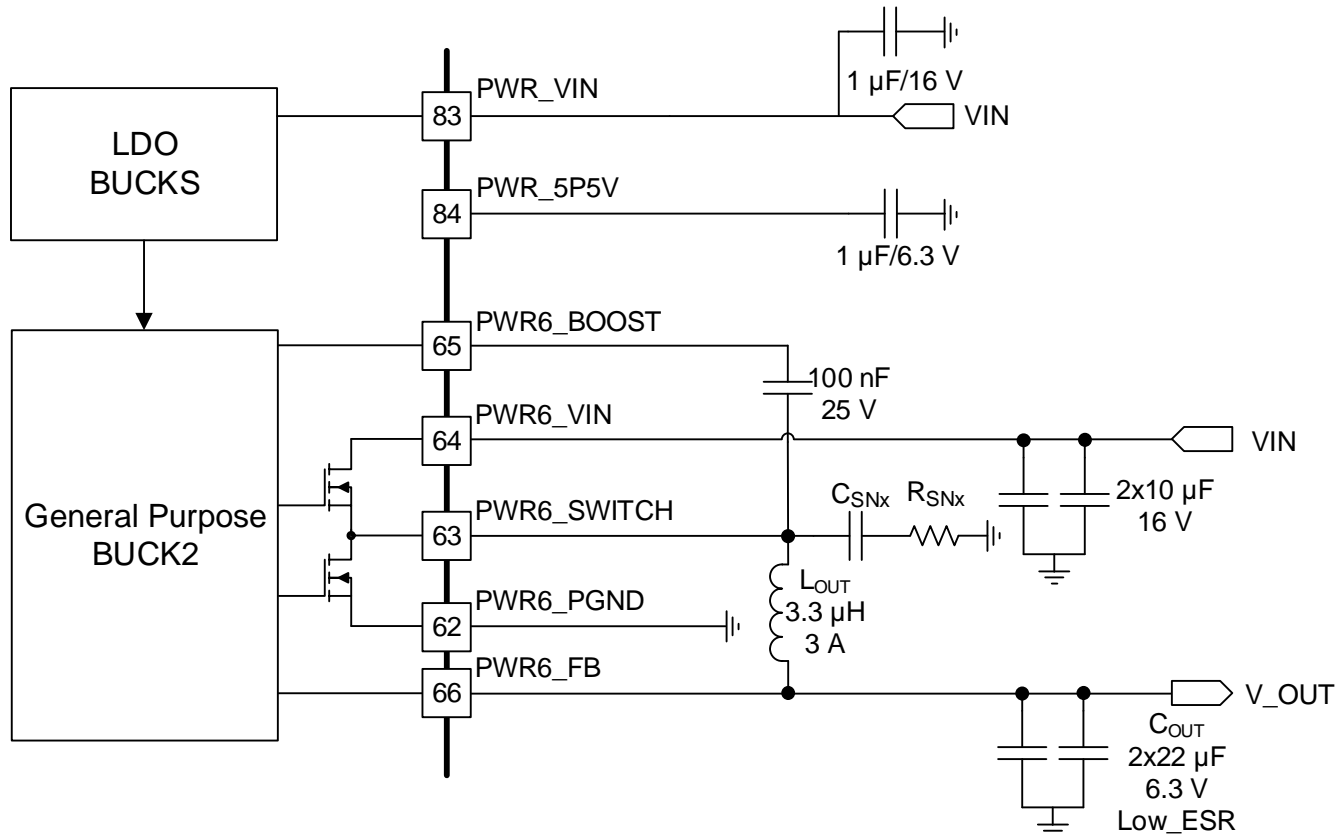 1 µF/16 V
PWR_VIN
83
VIN
LDO
BUCKS
PWR_5P5V
84
1 µF/6.3 V
PWR6_BOOST
65
100 nF
25 V
PWR6_VIN
64
VIN
2x10 µF
16 V
General Purpose
BUCK2
PWR6_SWITCH
63
CSNx
RSNx
LOUT
3.3 µH
3 A
PWR6_PGND
62
PWR6_FB
66
V_OUT
COUT
2x22 µF
6.3 V
Low_ESR